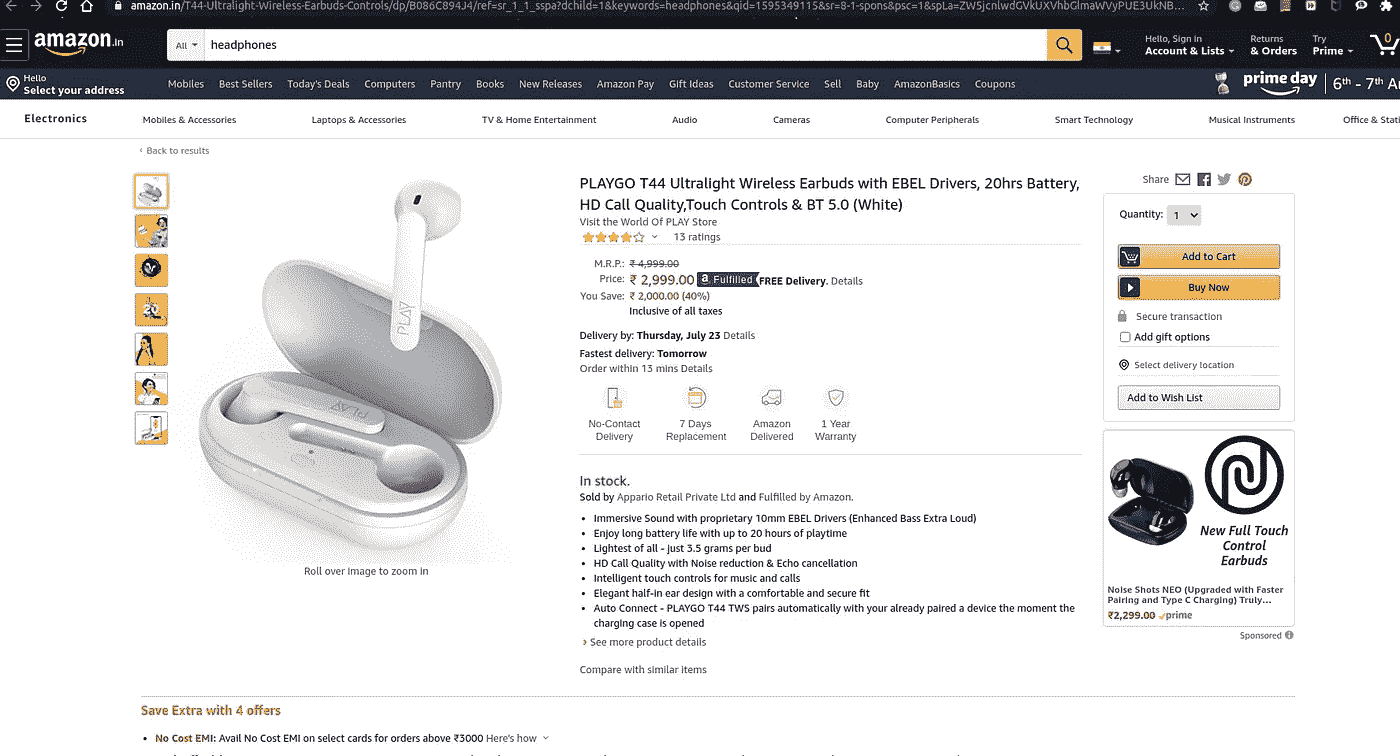 amazon.in/T44-Ultralight-Wireless-Earbuds-Controls/dp/B086C894J4/ref=sr_1_1_sspa?dchild=1&keywords=headphones&qid=1595349115&sr=8-1-spons&psc=1&spLa=ZW5jcnlwdGVkUXVhbGlmaWVyPUE3UkNB...
amazon.in
All
headphones
Hello, Sign in
Account & Lists
Returns
& Orders
Try
Prime
0
Hello
Select your address
Mobiles Best Sellers Today's Deals Computers Pantry Books New Releases Amazon Pay Gift Ideas Customer Service Sell Baby AmazonBasics Coupons
prime day 6th - 7th
Electronics Mobiles & Accessories Laptops & Accessories TV & Home Entertainment Audio Cameras Computer Peripherals Smart Technology Musical Instruments Office & Stati
‹ Back to results
PLAY
PLAY
Roll over image to zoom in
PLAYGO T44 Ultralight Wireless Earbuds with EBEL Drivers, 20hrs Battery,
HD Call Quality,Touch Controls & BT 5.0 (White)
Visit the World Of PLAY Store
13 ratings
M.R.P.: ₹ 4,999.00
Price: ₹ 2,999.00 a Fulfilled FREE Delivery. Details
You Save: ₹ 2,000.00 (40%)
Inclusive of all taxes
Delivery by: Thursday, July 23 Details
Fastest delivery: Tomorrow
Order within 13 mins Details
No-Contact
Delivery
7 Days
Replacement
Amazon
Delivered
1 Year
Warranty
In stock.
Sold by Appario Retail Private Ltd and Fulfilled by Amazon.
• Immersive Sound with proprietary 10mm EBEL Drivers (Enhanced Bass Extra Loud)
• Enjoy long battery life with up to 20 hours of playtime
• Lightest of all - just 3.5 grams per bud
• HD Call Quality with Noise reduction & Echo cancellation
• Intelligent touch controls for music and calls
• Elegant half-in ear design with a comfortable and secure fit
• Auto Connect - PLAYGO T44 TWS pairs automatically with your already paired a device the moment the
charging case is opened
› See more product details
Compare with similar items
Share
Quantity: 1
Add to Cart
Buy Now
Secure transaction
Add gift options
Select delivery location
Add to Wish List
New Full Touch
Control
Earbuds
Noise Shots NEO (Upgraded with Faster
Pairing and Type C Charging) Truly...
₹2,299.00 prime
Sponsored
Save Extra with 4 offers
• No Cost EMI: Avail No Cost EMI on select cards for orders above ₹3000 Here's how